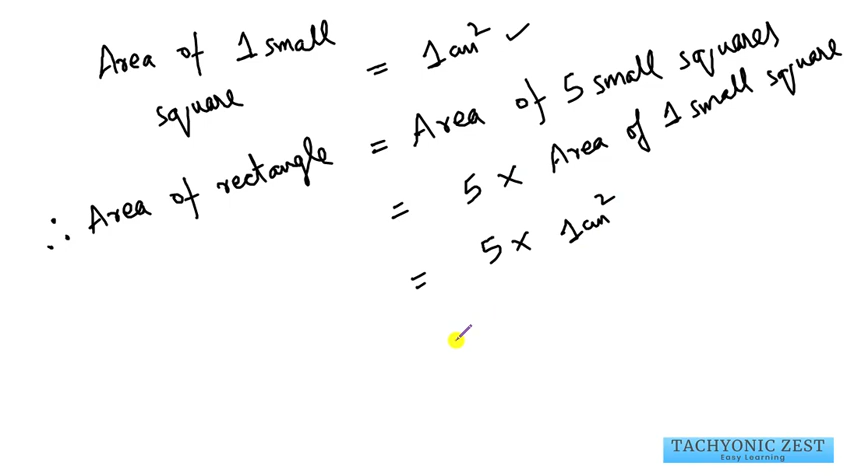 Area of 1 small square = 1 cm² ✓
∴ Area of rectangle = Area of 5 small squares
= 5 × Area of 1 small square
= 5 × 1 cm²
TACHYONIC ZEST
Easy Learning